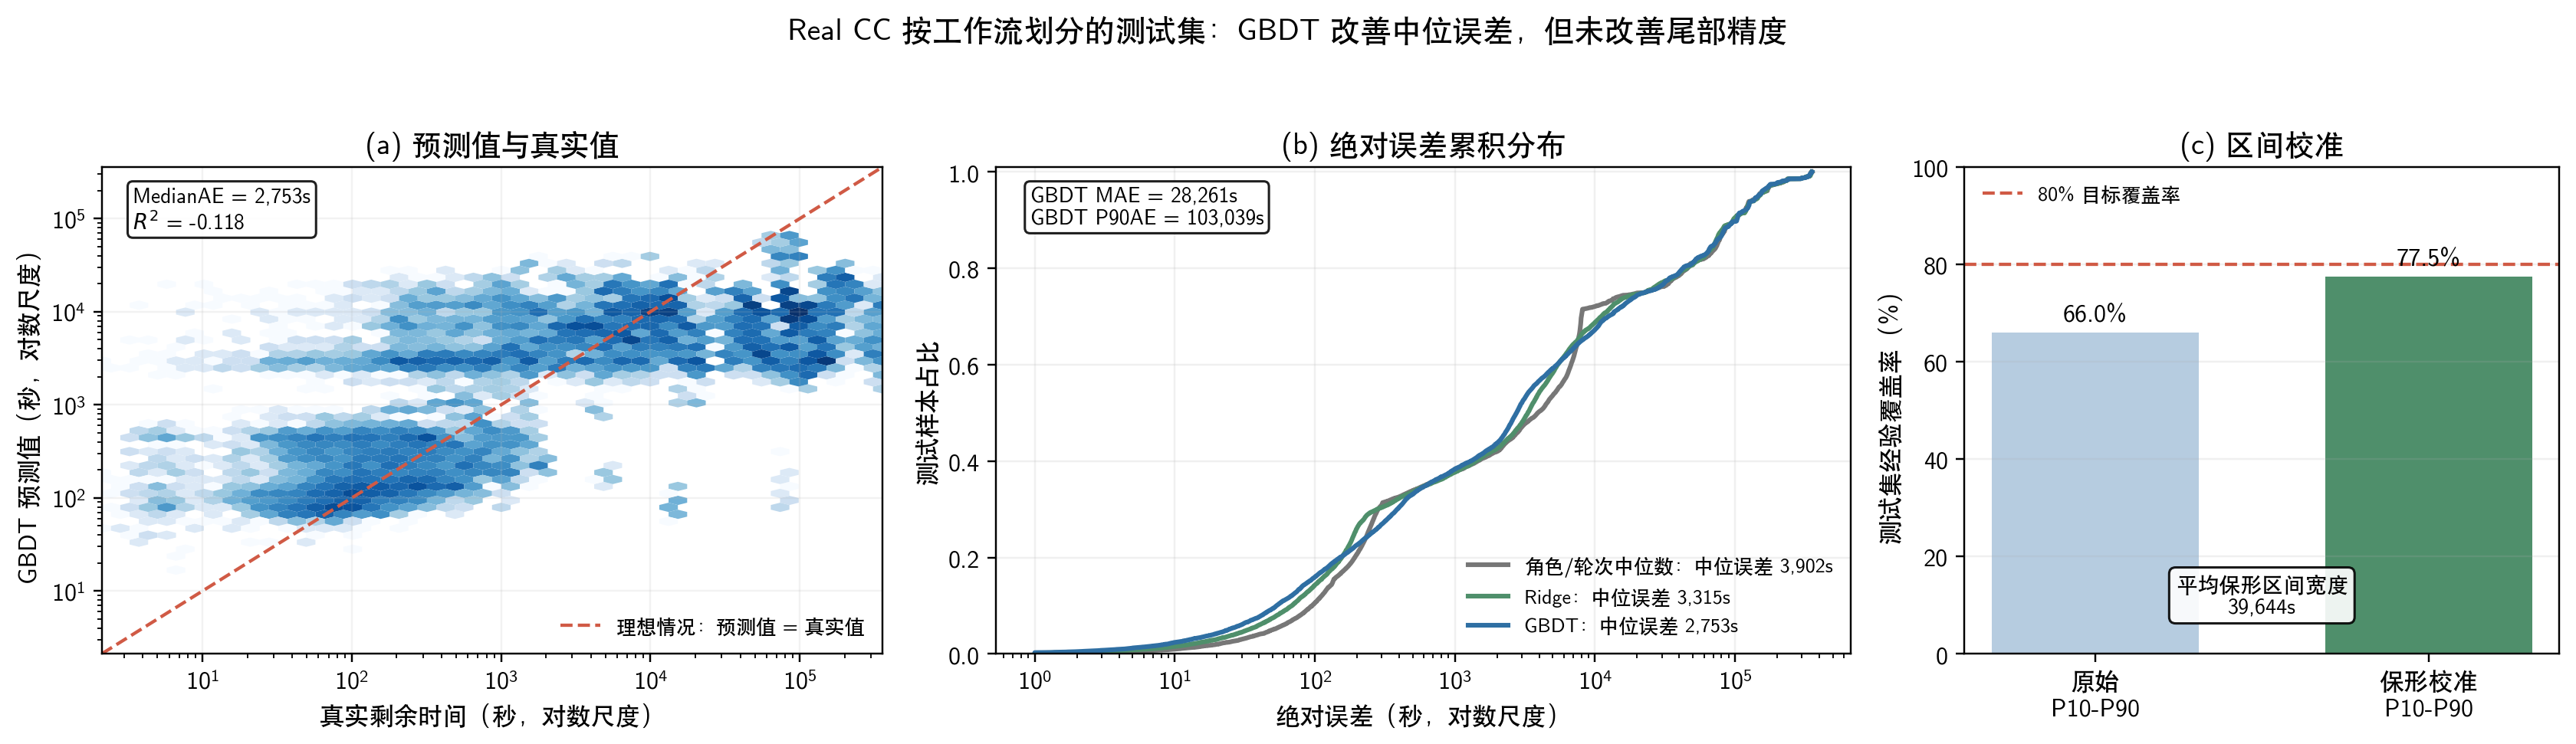 Real CC 按工作流划分的测试集：GBDT 改善中位误差，但未改善尾部精度
(a) 预测值与真实值
MedianAE = 2,753s
R² = -0.118
GBDT 预测值（秒，对数尺度）
10⁵
10⁴
10³
10²
10¹
理想情况：预测值 = 真实值
10¹
10²
10³
10⁴
10⁵
真实剩余时间（秒，对数尺度）
(b) 绝对误差累积分布
GBDT MAE = 28,261s
GBDT P90AE = 103,039s
测试样本占比
1.0
0.8
0.6
0.4
0.2
0.0
角色/轮次中位数：中位误差 3,902s
Ridge：中位误差 3,315s
GBDT：中位误差 2,753s
10⁰
10¹
10²
10³
10⁴
10⁵
绝对误差（秒，对数尺度）
(c) 区间校准
80% 目标覆盖率
测试集经验覆盖率（%）
100
80
60
40
20
0
66.0%
77.5%
平均保形区间宽度
39,644s
原始
P10-P90
保形校准
P10-P90